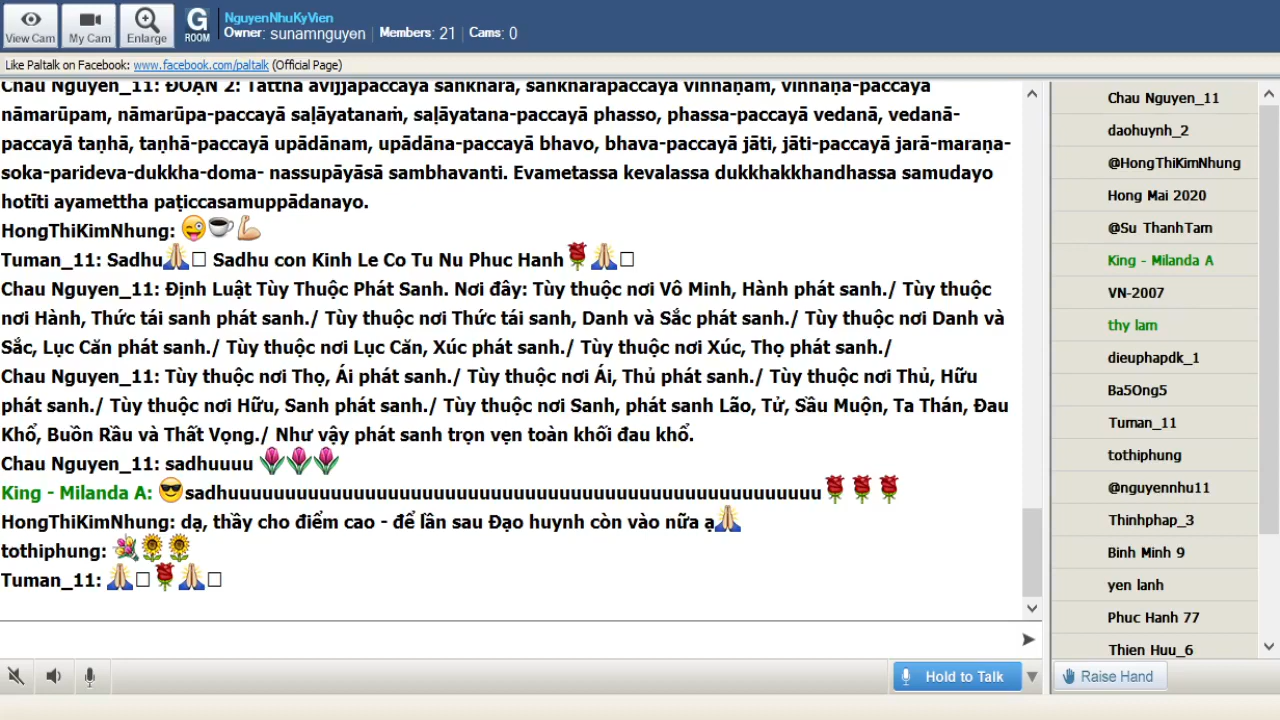 View Cam
My Cam
Enlarge
G
ROOM
NguyenNhuKyVien
Owner: sunamnguyen | Members: 21 | Cams: 0
Like Paltalk on Facebook: www.facebook.com/paltalk (Official Page)
Chau Nguyen_11: ĐOẠN 2: Tattha avijjāpaccayā saṅkhārā, saṅkhārapaccayā viññāṇaṃ, viññāṇa-paccayā
nāmarūpam, nāmarūpa-paccayā saḷāyatanaṁ, saḷāyatana-paccayā phasso, phassa-paccayā vedanā, vedanā-
paccayā taṇhā, taṇhā-paccayā upādānam, upādāna-paccayā bhavo, bhava-paccayā jāti, jāti-paccayā jarā-maraṇa-
soka-parideva-dukkha-doma- nassupāyāsā sambhavanti. Evametassa kevalassa dukkhakkhandhassa samudayo
hotīti ayamettha paṭiccasamuppādanayo.
HongThiKimNhung:
Tuman_11: Sadhu Sadhu con Kinh Le Co Tu Nu Phuc Hanh
Chau Nguyen_11: Định Luật Tùy Thuộc Phát Sanh. Nơi đây: Tùy thuộc nơi Vô Minh, Hành phát sanh./ Tùy thuộc
nơi Hành, Thức tái sanh phát sanh./ Tùy thuộc nơi Thức tái sanh, Danh và Sắc phát sanh./ Tùy thuộc nơi Danh và
Sắc, Lục Căn phát sanh./ Tùy thuộc nơi Lục Căn, Xúc phát sanh./ Tùy thuộc nơi Xúc, Thọ phát sanh./
Chau Nguyen_11: Tùy thuộc nơi Thọ, Ái phát sanh./ Tùy thuộc nơi Ái, Thủ phát sanh./ Tùy thuộc nơi Thủ, Hữu
phát sanh./ Tùy thuộc nơi Hữu, Sanh phát sanh./ Tùy thuộc nơi Sanh, phát sanh Lão, Tử, Sầu Muộn, Ta Thán, Đau
Khổ, Buồn Rầu và Thất Vọng./ Như vậy phát sanh trọn vẹn toàn khối đau khổ.
Chau Nguyen_11: sadhuuuu
King - Milanda A: sadhuuuuuuuuuuuuuuuuuuuuuuuuuuuuuuuuuuuuuuuuuuuuuuuuuuuu
HongThiKimNhung: dạ, thầy cho điểm cao - để lần sau Đạo huynh còn vào nữa ạ
tothiphung:
Tuman_11:
Hold to Talk
Chau Nguyen_11
daohuynh_2
@HongThiKimNhung
Hong Mai 2020
@Su ThanhTam
King - Milanda A
VN-2007
thy lam
dieuphapdk_1
Ba5Ong5
Tuman_11
tothiphung
@nguyennhu11
Thinhphap_3
Binh Minh 9
yen lanh
Phuc Hanh 77
Thien Huu_6
Raise Hand